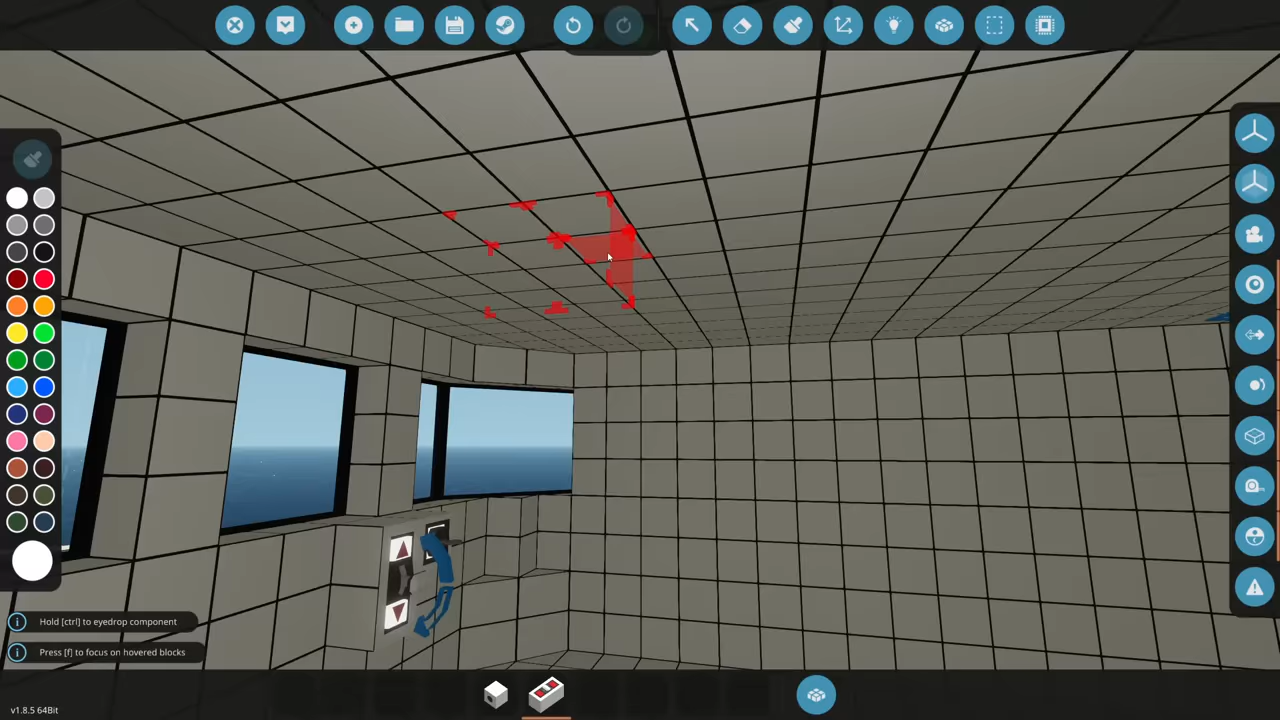 Hold [ctrl] to eyedrop component
Press [f] to focus on hovered blocks
v1.8.5 64Bit